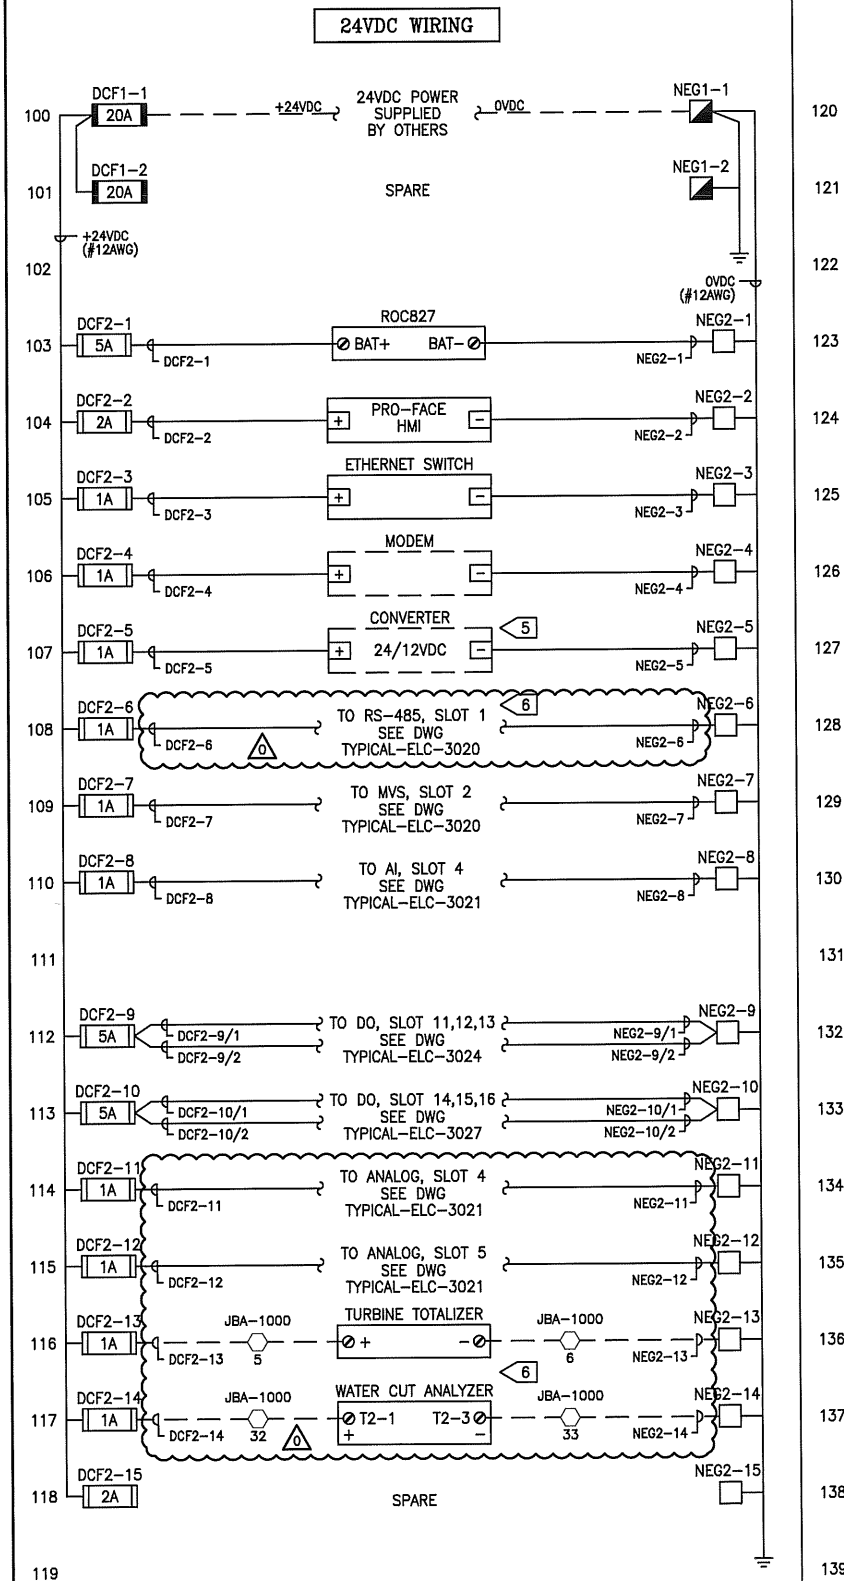 24VDC WIRING
DCF1-1
NEG1-1
100
20A
+24VDC
24VDC POWER
SUPPLIED
BY OTHERS
0VDC
120
DCF1-2
NEG1-2
101
20A
SPARE
121
+24VDC
(#12AWG)
102
122
0VDC
(#12AWG)
DCF2-1
ROC827
NEG2-1
103
5A
DCF2-1
BAT+
BAT-
NEG2-1
123
DCF2-2
NEG2-2
104
2A
DCF2-2
+
PRO-FACE
HMI
-
NEG2-2
124
DCF2-3
ETHERNET SWITCH
NEG2-3
105
1A
DCF2-3
+
-
NEG2-3
125
DCF2-4
MODEM
NEG2-4
106
1A
DCF2-4
+
-
NEG2-4
126
DCF2-5
CONVERTER
5
NEG2-5
107
1A
DCF2-5
+
24/12VDC
-
NEG2-5
127
DCF2-6
6
NEG2-6
108
1A
DCF2-6
0
TO RS-485, SLOT 1
SEE DWG
TYPICAL-ELC-3020
NEG2-6
128
DCF2-7
NEG2-7
109
1A
DCF2-7
TO MVS, SLOT 2
SEE DWG
TYPICAL-ELC-3020
NEG2-7
129
DCF2-8
NEG2-8
110
1A
DCF2-8
TO AI, SLOT 4
SEE DWG
TYPICAL-ELC-3021
NEG2-8
130
111
131
DCF2-9
NEG2-9
112
5A
DCF2-9/1
DCF2-9/2
TO DO, SLOT 11,12,13
SEE DWG
TYPICAL-ELC-3024
NEG2-9/1
NEG2-9/2
132
DCF2-10
NEG2-10
113
5A
DCF2-10/1
DCF2-10/2
TO DO, SLOT 14,15,16
SEE DWG
TYPICAL-ELC-3027
NEG2-10/1
NEG2-10/2
133
DCF2-11
NEG2-11
114
1A
DCF2-11
TO ANALOG, SLOT 4
SEE DWG
TYPICAL-ELC-3021
NEG2-11
134
DCF2-12
NEG2-12
115
1A
DCF2-12
TO ANALOG, SLOT 5
SEE DWG
TYPICAL-ELC-3021
NEG2-12
135
DCF2-13
JBA-1000
TURBINE TOTALIZER
JBA-1000
NEG2-13
116
1A
DCF2-13
5
+
-
6
NEG2-13
136
6
DCF2-14
JBA-1000
WATER CUT ANALYZER
JBA-1000
NEG2-14
117
1A
DCF2-14
32
0
T2-1
+
T2-3
-
33
NEG2-14
137
DCF2-15
NEG2-15
118
2A
SPARE
138
119
139